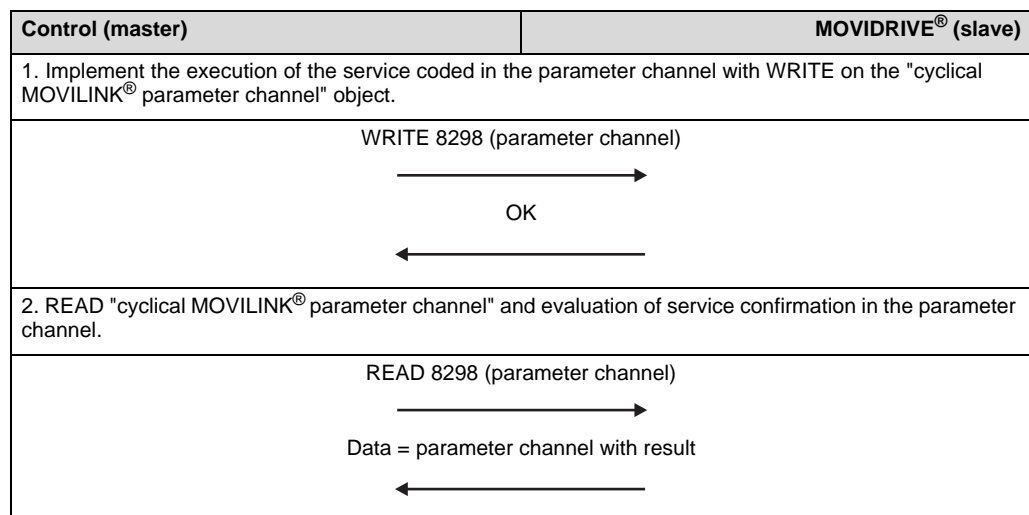 Control (master) MOVIDRIVE® (slave)
1. Implement the execution of the service coded in the parameter channel with WRITE on the "cyclical
MOVILINK® parameter channel" object.
WRITE 8298 (parameter channel)
OK
2. READ "cyclical MOVILINK® parameter channel" and evaluation of service confirmation in the parameter
channel.
READ 8298 (parameter channel)
Data = parameter channel with result